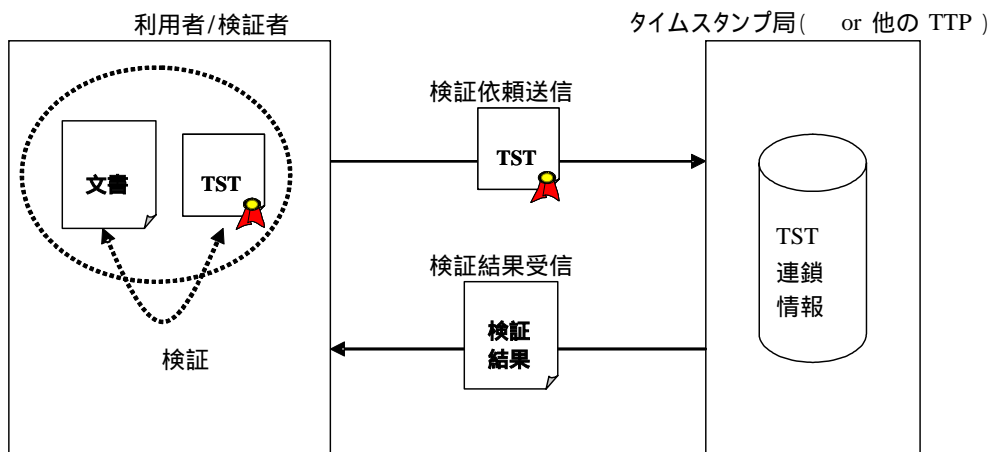 利用者/検証者
タイムスタンプ局( or 他の TTP )
検証依頼送信
文書
TST
TST
TST
連鎖
情報
検証結果受信
検証
結果
検証